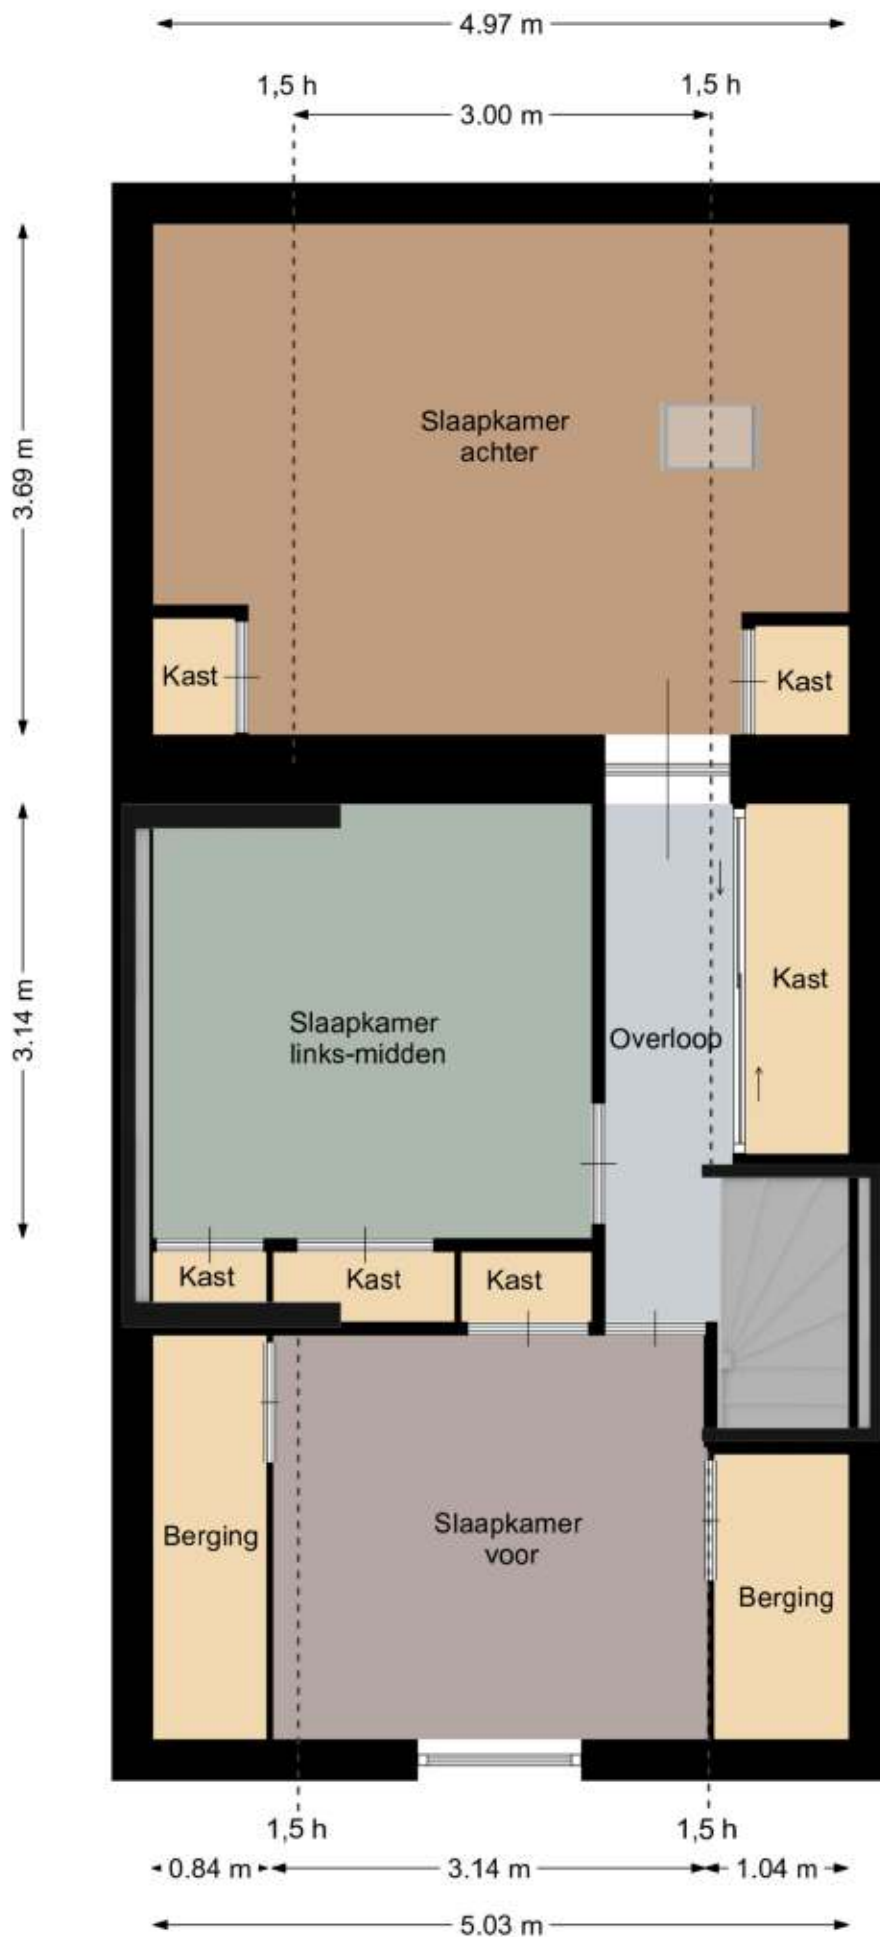 4.97 m
1,5 h
1,5 h
3.00 m
3.69 m
Slaapkamer
achter
Kast
Kast
3.14 m
Slaapkamer
links-midden
Overloop
Kast
Kast
Kast
Kast
Berging
Slaapkamer
voor
Berging
1,5 h
1,5 h
0.84 m
3.14 m
1.04 m
5.03 m